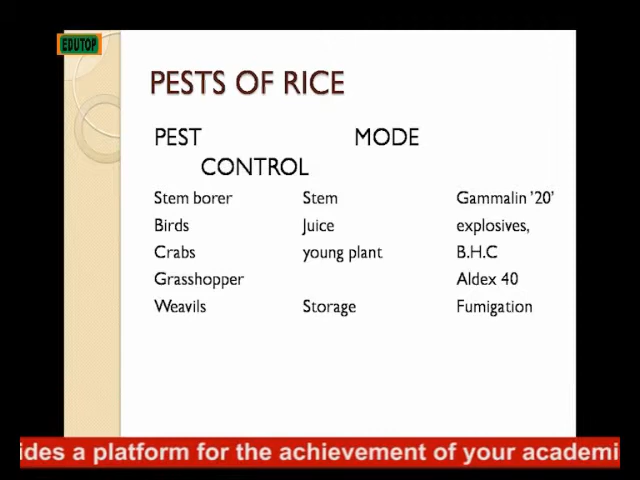 EDUTOP
PESTS OF RICE
PEST MODE
CONTROL
Stem borer Stem Gammalin '20'
Birds Juice explosives,
Crabs young plant B.H.C
Grasshopper Aldex 40
Weavils Storage Fumigation
ides a platform for the achievement of your academi